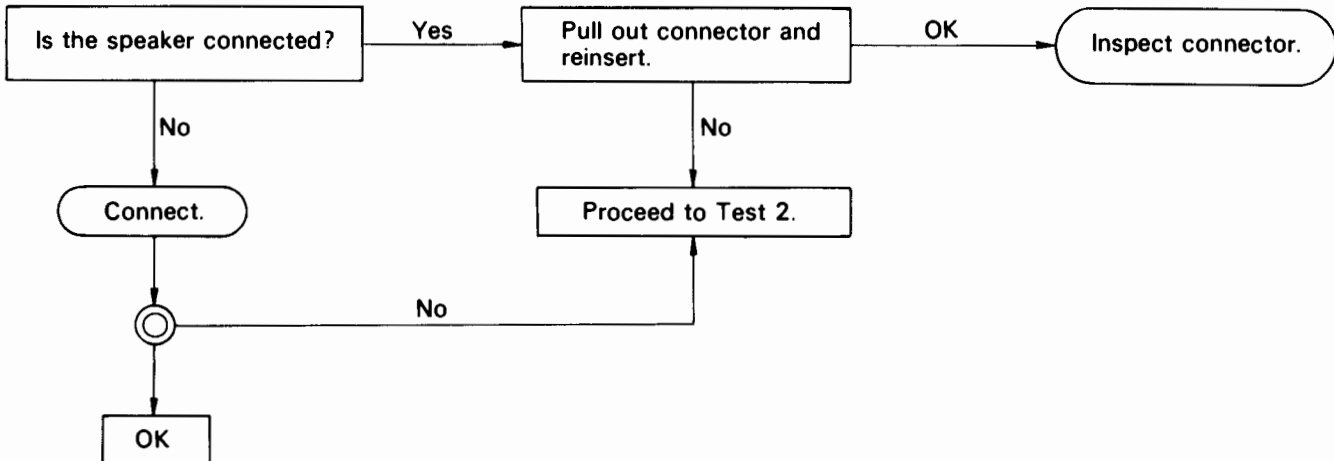 Is the speaker connected?
Yes
Pull out connector and
reinsert.
OK
Inspect connector.
No
No
Connect.
Proceed to Test 2.
No
OK